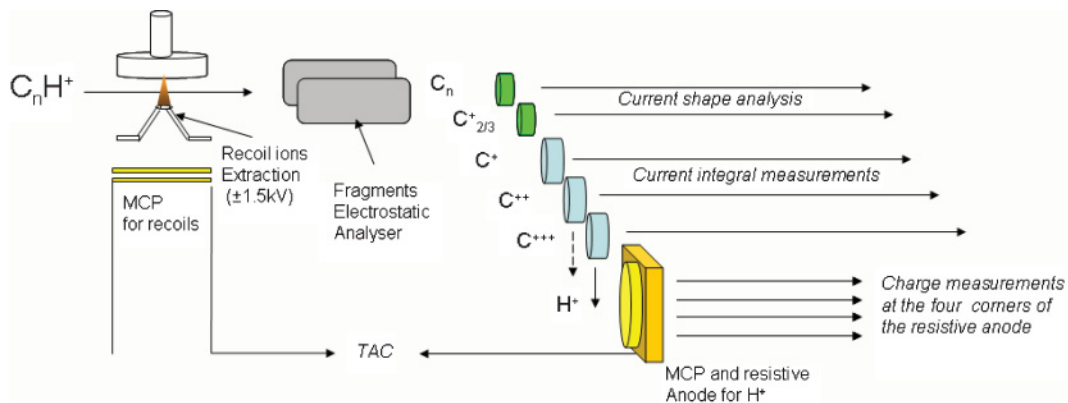 CₙH⁺
Recoil ions
Extraction
(±1.5kV)
MCP
for recoils
Fragments
Electrostatic
Analyser
Cₙ
C⁺₂/₃
C⁺
C⁺⁺
C⁺⁺⁺
H⁺
Current shape analysis
Current integral measurements
Charge measurements
at the four corners of
the resistive anode
TAC
MCP and resistive
Anode for H⁺